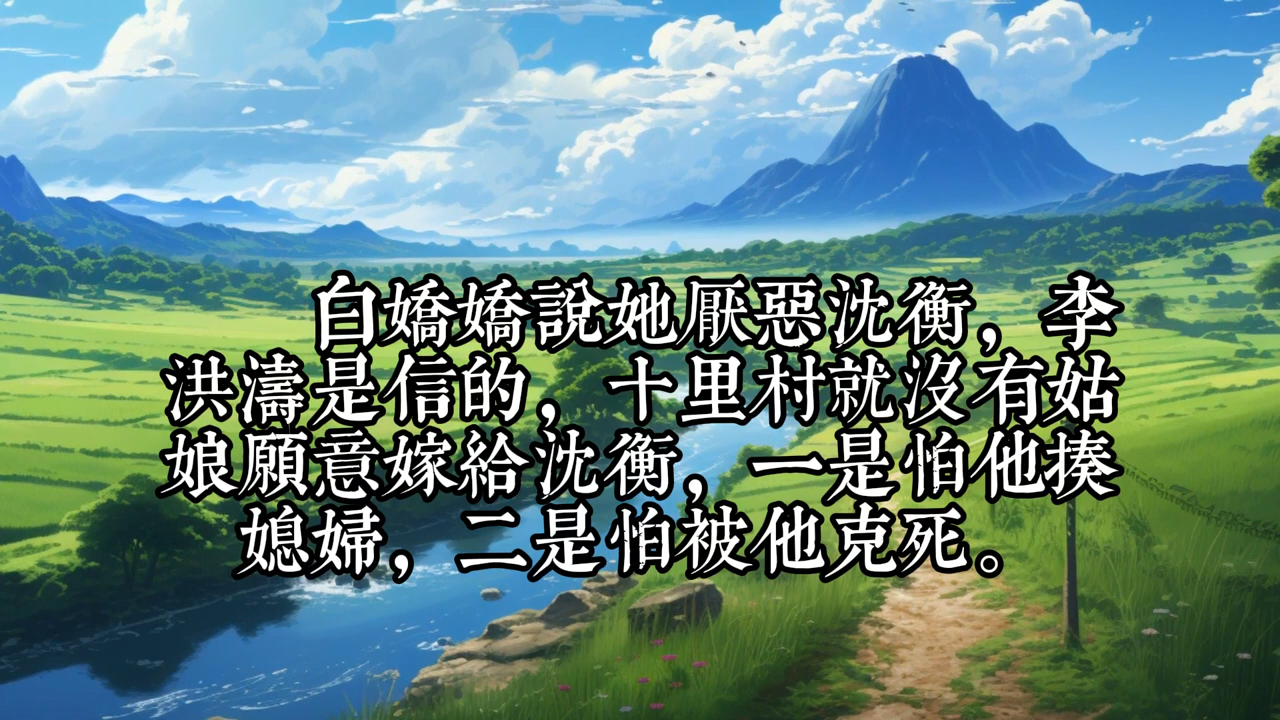 白嬌嬌說她厭惡沈衡，李
洪濤是信的，十里村就沒有姑
娘願意嫁給沈衡，一是怕他揍
媳婦，二是怕被他克死。